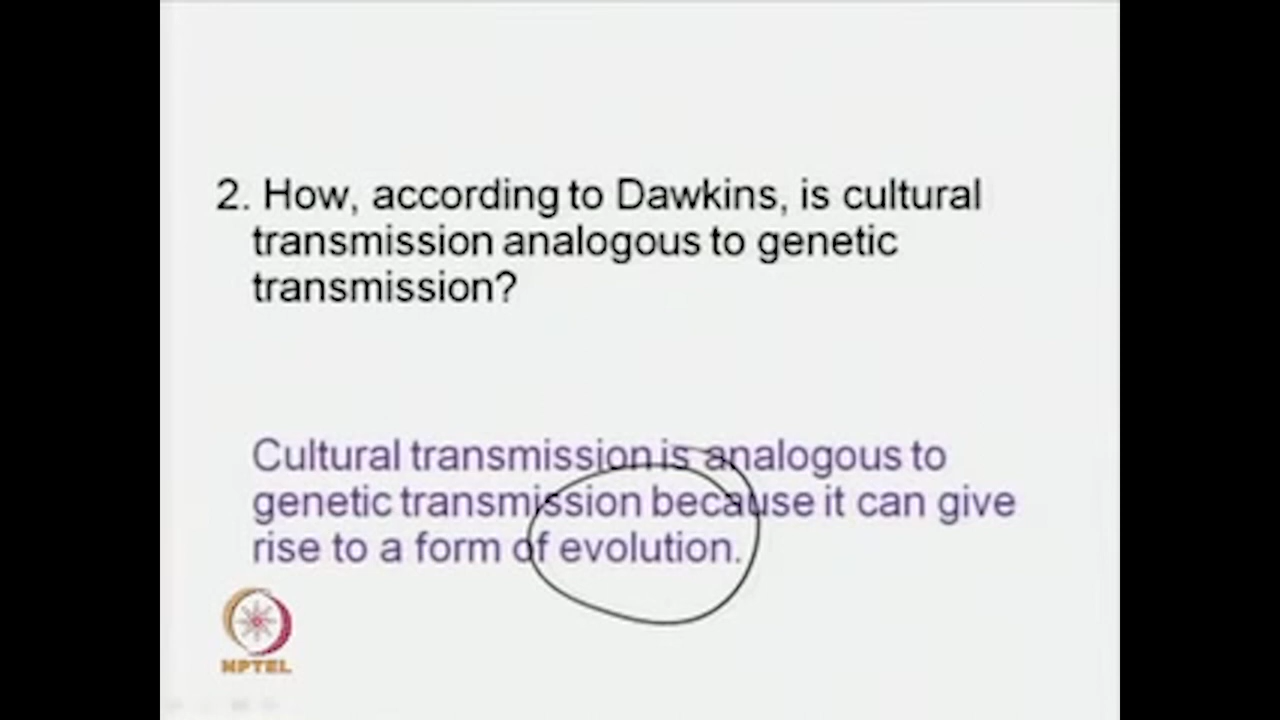 2. How, according to Dawkins, is cultural
transmission analogous to genetic
transmission?
Cultural transmission is analogous to
genetic transmission because it can give
rise to a form of evolution.
NPTEL